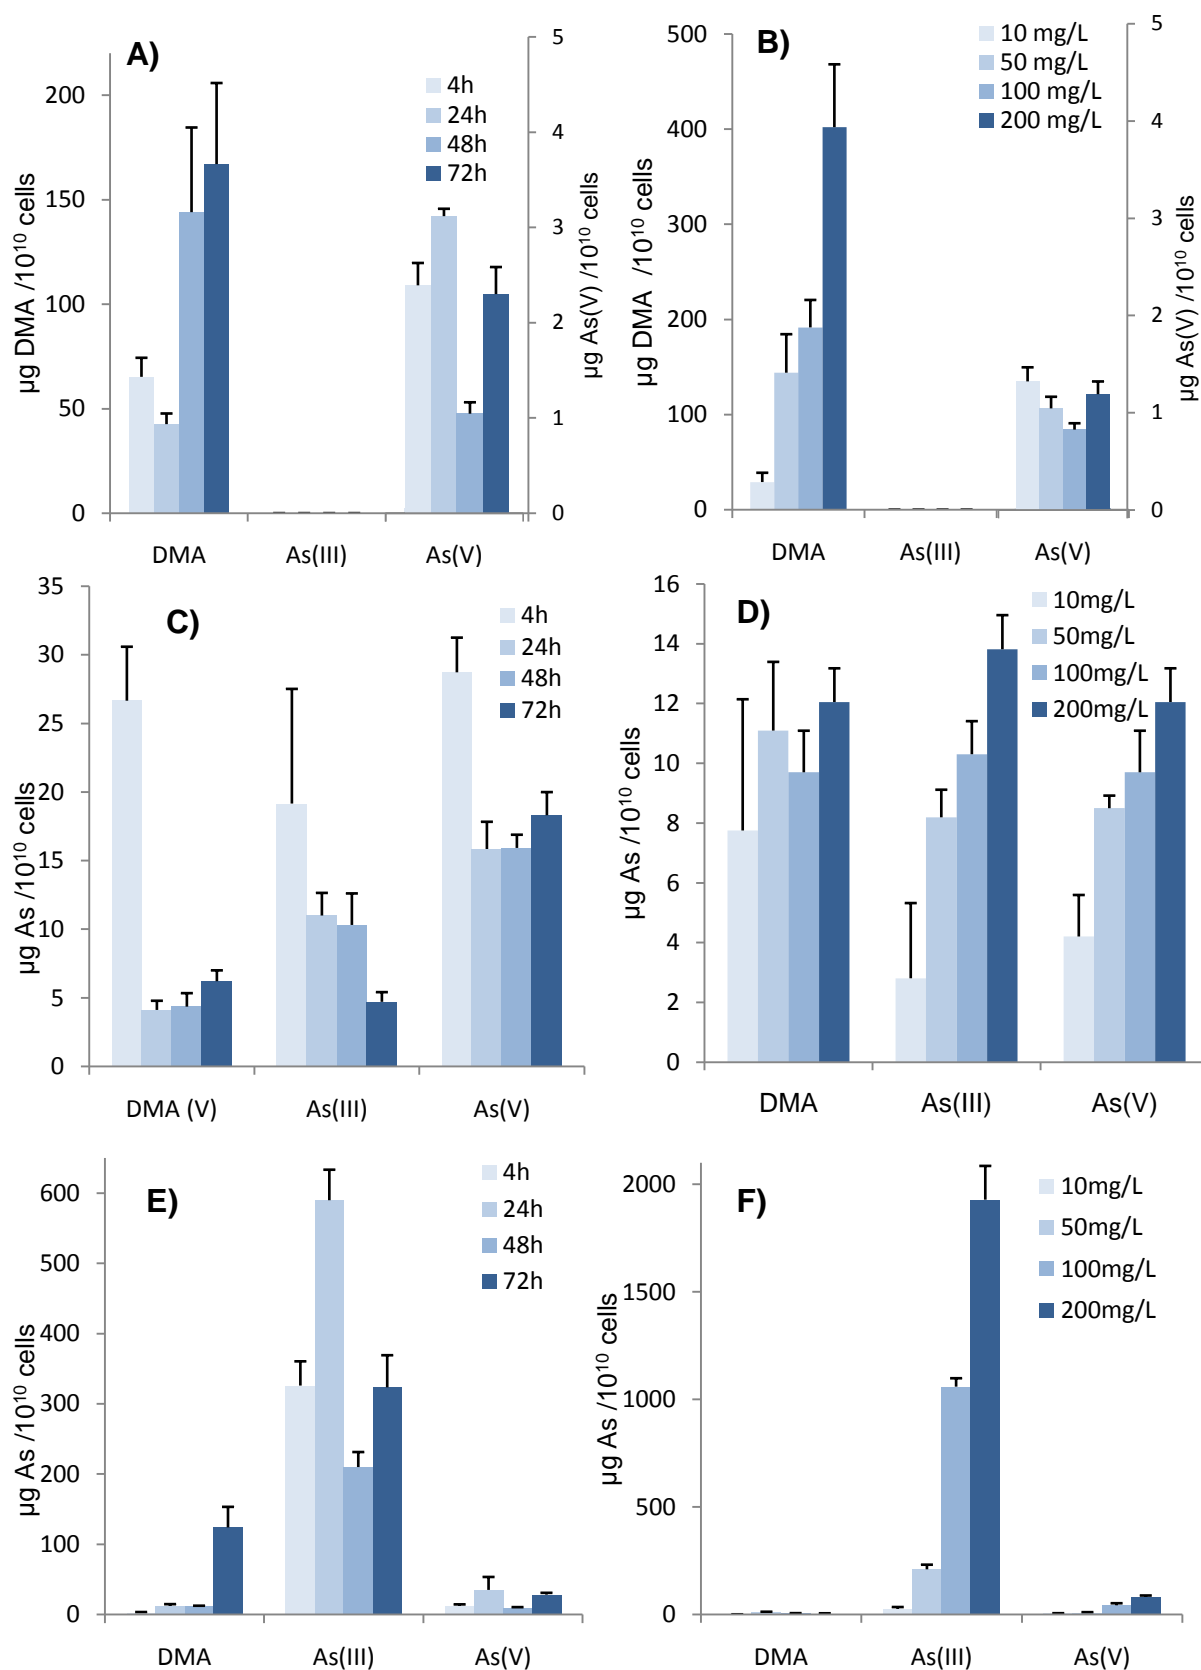 A)
µg DMA /10¹⁰ cells
200
150
100
50
0
5
4
3
2
1
0
µg As(V) /10¹⁰ cells
4h
24h
48h
72h
DMA As(III) As(V)
B)
µg DMA /10¹⁰ cells
500
400
300
200
100
0
5
4
3
2
1
0
µg As(V) /10¹⁰ cells
10 mg/L
50 mg/L
100 mg/L
200 mg/L
DMA As(III) As(V)
C)
µg As /10¹⁰ cells
35
30
25
20
15
10
5
0
4h
24h
48h
72h
DMA (V) As(III) As(V)
D)
µg As /10¹⁰ cells
16
14
12
10
8
6
4
2
0
10mg/L
50mg/L
100mg/L
200mg/L
DMA As(III) As(V)
E)
µg As /10¹⁰ cells
600
500
400
300
200
100
0
4h
24h
48h
72h
DMA As(III) As(V)
F)
µg As /10¹⁰ cells
2000
1500
1000
500
0
10mg/L
50mg/L
100mg/L
200mg/L
DMA As(III) As(V)